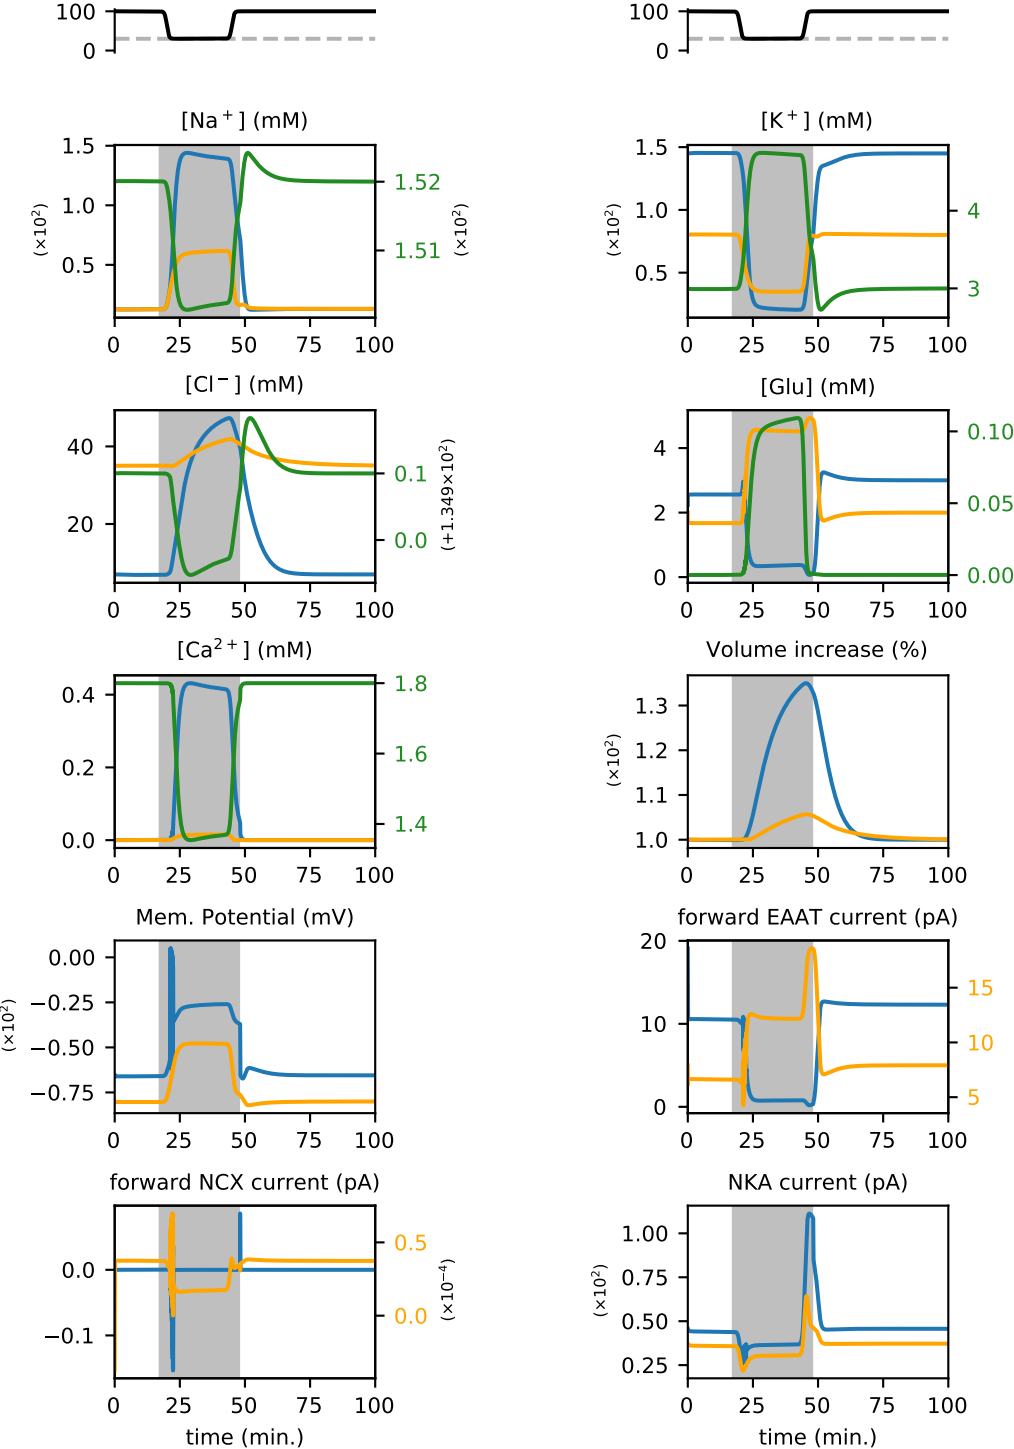 100
0
100
0
[Na+] (mM)
[K+] (mM)
1.5
1.0
0.5
(×10²)
1.52
1.51
(×10²)
0 25 50 75 100
1.5
1.0
0.5
(×10²)
4
3
0 25 50 75 100
[Cl−] (mM)
[Glu] (mM)
40
20
0.1
0.0
(+1.349×10²)
0 25 50 75 100
4
2
0
0.10
0.05
0.00
0 25 50 75 100
[Ca²⁺] (mM)
Volume increase (%)
0.4
0.2
0.0
1.8
1.6
1.4
0 25 50 75 100
1.3
1.2
1.1
1.0
(×10²)
0 25 50 75 100
Mem. Potential (mV)
forward EAAT current (pA)
0.00
−0.25
−0.50
−0.75
(×10²)
0 25 50 75 100
20
10
0
15
10
5
0 25 50 75 100
forward NCX current (pA)
NKA current (pA)
0.0
−0.1
0.5
0.0
(×10⁻⁴)
0 25 50 75 100
time (min.)
1.00
0.75
0.50
0.25
(×10²)
0 25 50 75 100
time (min.)